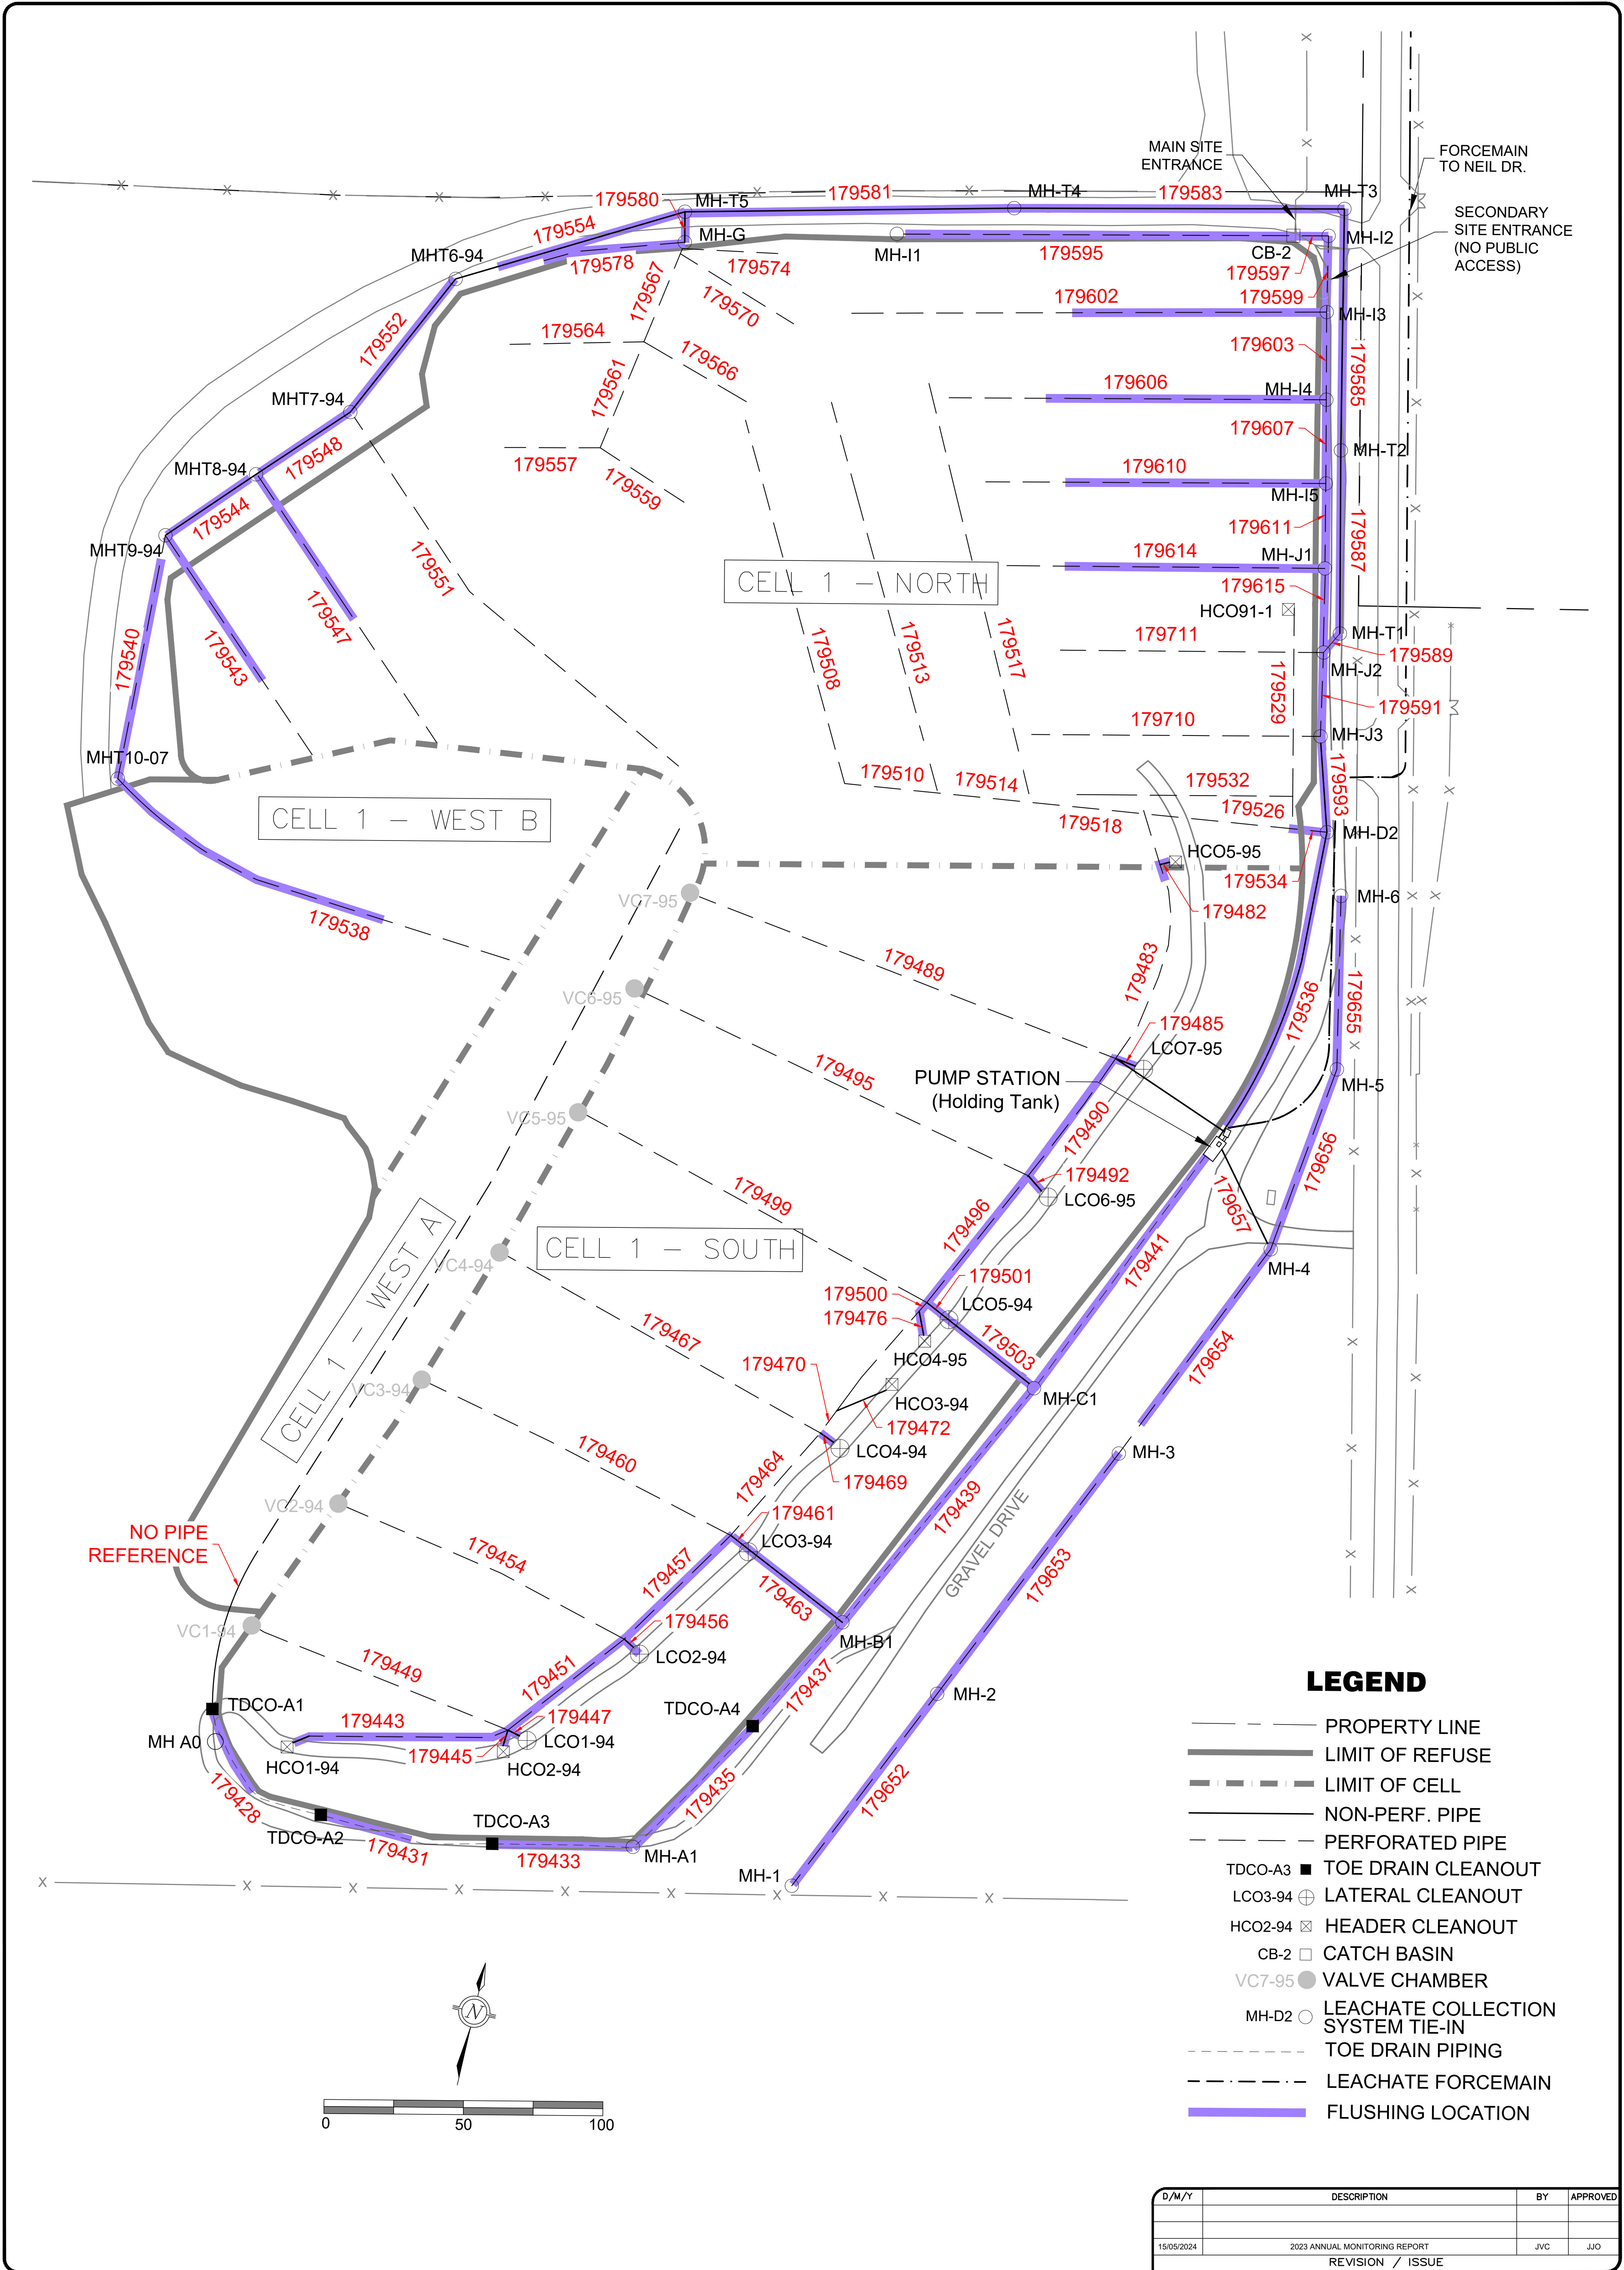 MAIN SITE
ENTRANCE
FORCEMAIN
TO NEIL DR.
179580
MH-T5
179581
MH-T4
179583
MH-T3
SECONDARY
SITE ENTRANCE
(NO PUBLIC
ACCESS)
179554
MH-G
MH-I1
179595
CB-2
MH-I2
MHT6-94
179578
179574
179567
179597
179570
179602
179599
MH-I3
179552
179564
179603
179585
179566
179561
179606
MH-I4
MHT7-94
179607
179548
MH-T2
MHT8-94
179557
179559
179610
MH-I5
179544
179611
179587
MHT9-94
179551
179614
MH-J1
CELL 1 - NORTH
179615
HCO91-1
179547
179540
179543
179508
179513
179517
179711
MH-T1
179589
MH-J2
179529
179591
179710
MH-J3
MHT10-07
179510
179514
179532
179593
CELL 1 - WEST B
179518
179526
MH-D2
HCO5-95
179534
179482
MH-6
VC7-95
179538
179489
179483
VC6-95
179536
179655
179485
LCO7-95
179495
PUMP STATION
(Holding Tank)
MH-5
VC5-95
179490
179656
179492
LCO6-95
179499
179496
179657
CELL 1 - WEST A
CELL 1 - SOUTH
179441
VC4-94
MH-4
179501
179500
LCO5-94
179476
179467
HCO4-95
179503
179654
179470
VC3-94
HCO3-94
MH-C1
179472
LCO4-94
179460
179464
179469
MH-3
179439
VC2-94
179461
NO PIPE
REFERENCE
LCO3-94
179454
179457
GRAVEL DRIVE
179653
179463
VC1-94
179456
MH-B1
LCO2-94
179449
179451
179437
MH-2
LEGEND
TDCO-A1
TDCO-A4
179443
179447
MH A0
LCO1-94
179445
HCO1-94
HCO2-94
179428
179435
179652
TDCO-A2
TDCO-A3
179431
179433
MH-A1
MH-1
PROPERTY LINE
LIMIT OF REFUSE
LIMIT OF CELL
NON-PERF. PIPE
PERFORATED PIPE
TDCO-A3 TOE DRAIN CLEANOUT
LCO3-94 LATERAL CLEANOUT
HCO2-94 HEADER CLEANOUT
CB-2 CATCH BASIN
VC7-95 VALVE CHAMBER
MH-D2 LEACHATE COLLECTION
SYSTEM TIE-IN
TOE DRAIN PIPING
LEACHATE FORCEMAIN
FLUSHING LOCATION
N
0 50 100
D/M/Y DESCRIPTION BY APPROVED
15/05/2024 2023 ANNUAL MONITORING REPORT JVC JJO
REVISION / ISSUE